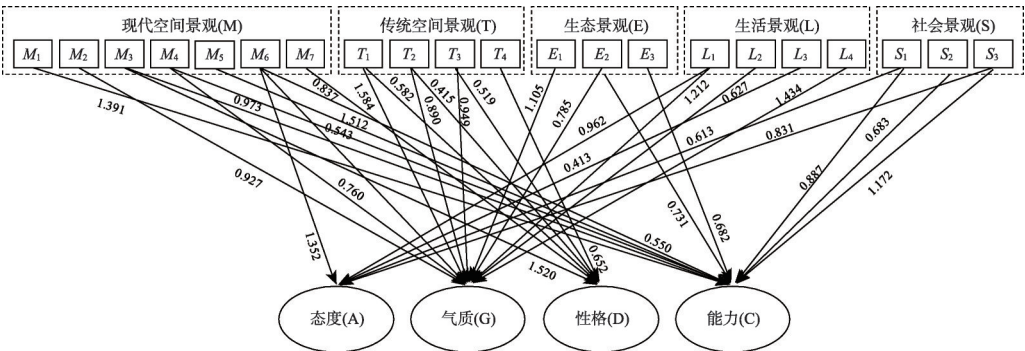 现代空间景观(M) 传统空间景观(T) 生态景观(E) 生活景观(L) 社会景观(S)
M₁ M₂ M₃ M₄ M₅ M₆ M₇ T₁ T₂ T₃ T₄ E₁ E₂ E₃ L₁ L₂ L₃ L₄ S₁ S₂ S₃
1.391 0.973 0.837 1.584 0.582 0.415 0.519 1.105 1.212 0.627 1.434
1.512 0.890 0.949 0.785
0.543 0.962 0.613 0.831 0.683
0.413
0.927 0.760 0.887 1.172
0.731 0.682
1.352 0.550
1.520 0.652
态度(A) 气质(G) 性格(D) 能力(C)